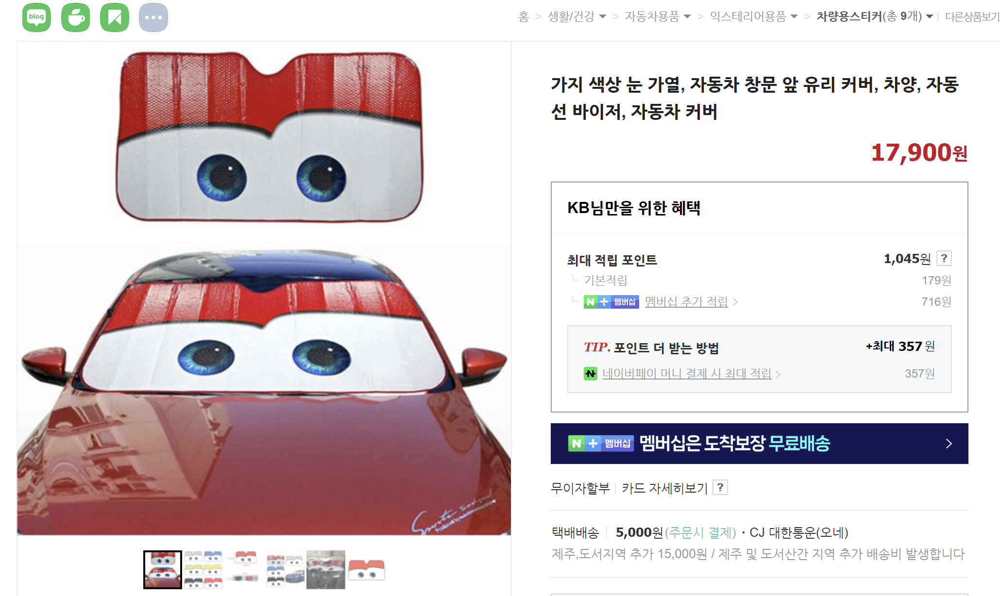 blog
홈 > 생활/건강 > 자동차용품 > 익스테리어용품 > 차량용스티커(총 9개) 다른상품보기
가지 색상 눈 가열, 자동차 창문 앞 유리 커버, 차양, 자동
선 바이저, 자동차 커버
17,900원
KB님만을 위한 혜택
최대 적립 포인트 1,045원 ?
기본적립 179원
N + 멤버십 멤버십 추가 적립 > 716원
TIP. 포인트 더 받는 방법 +최대 357원
N 네이버페이 머니 결제 시 최대 적립 > 357원
N + 멤버십 멤버십은 도착보장 무료배송 >
무이자할부 카드 자세히보기 ?
택배배송 5,000원(주문시 결제) · CJ 대한통운(오네)
제주,도서지역 추가 15,000원 / 제주 및 도서산간 지역 추가 배송비 발생합니다